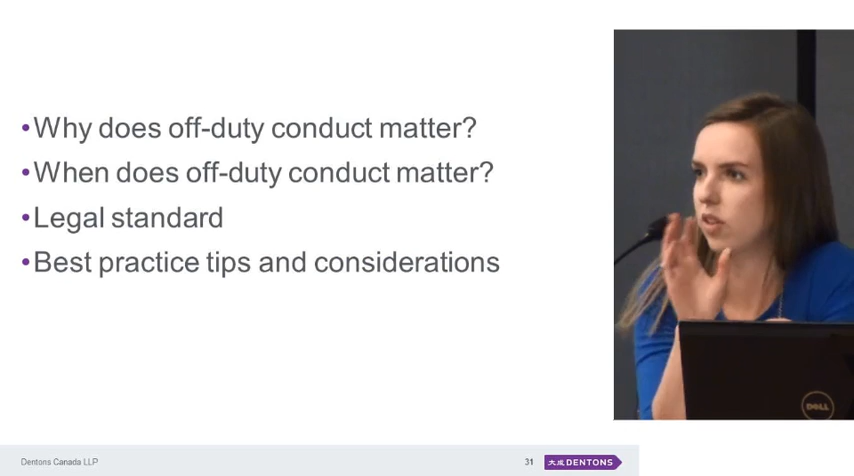 •Why does off-duty conduct matter?
•When does off-duty conduct matter?
•Legal standard
•Best practice tips and considerations
Dentons Canada LLP
31
大成 DENTONS
DELL